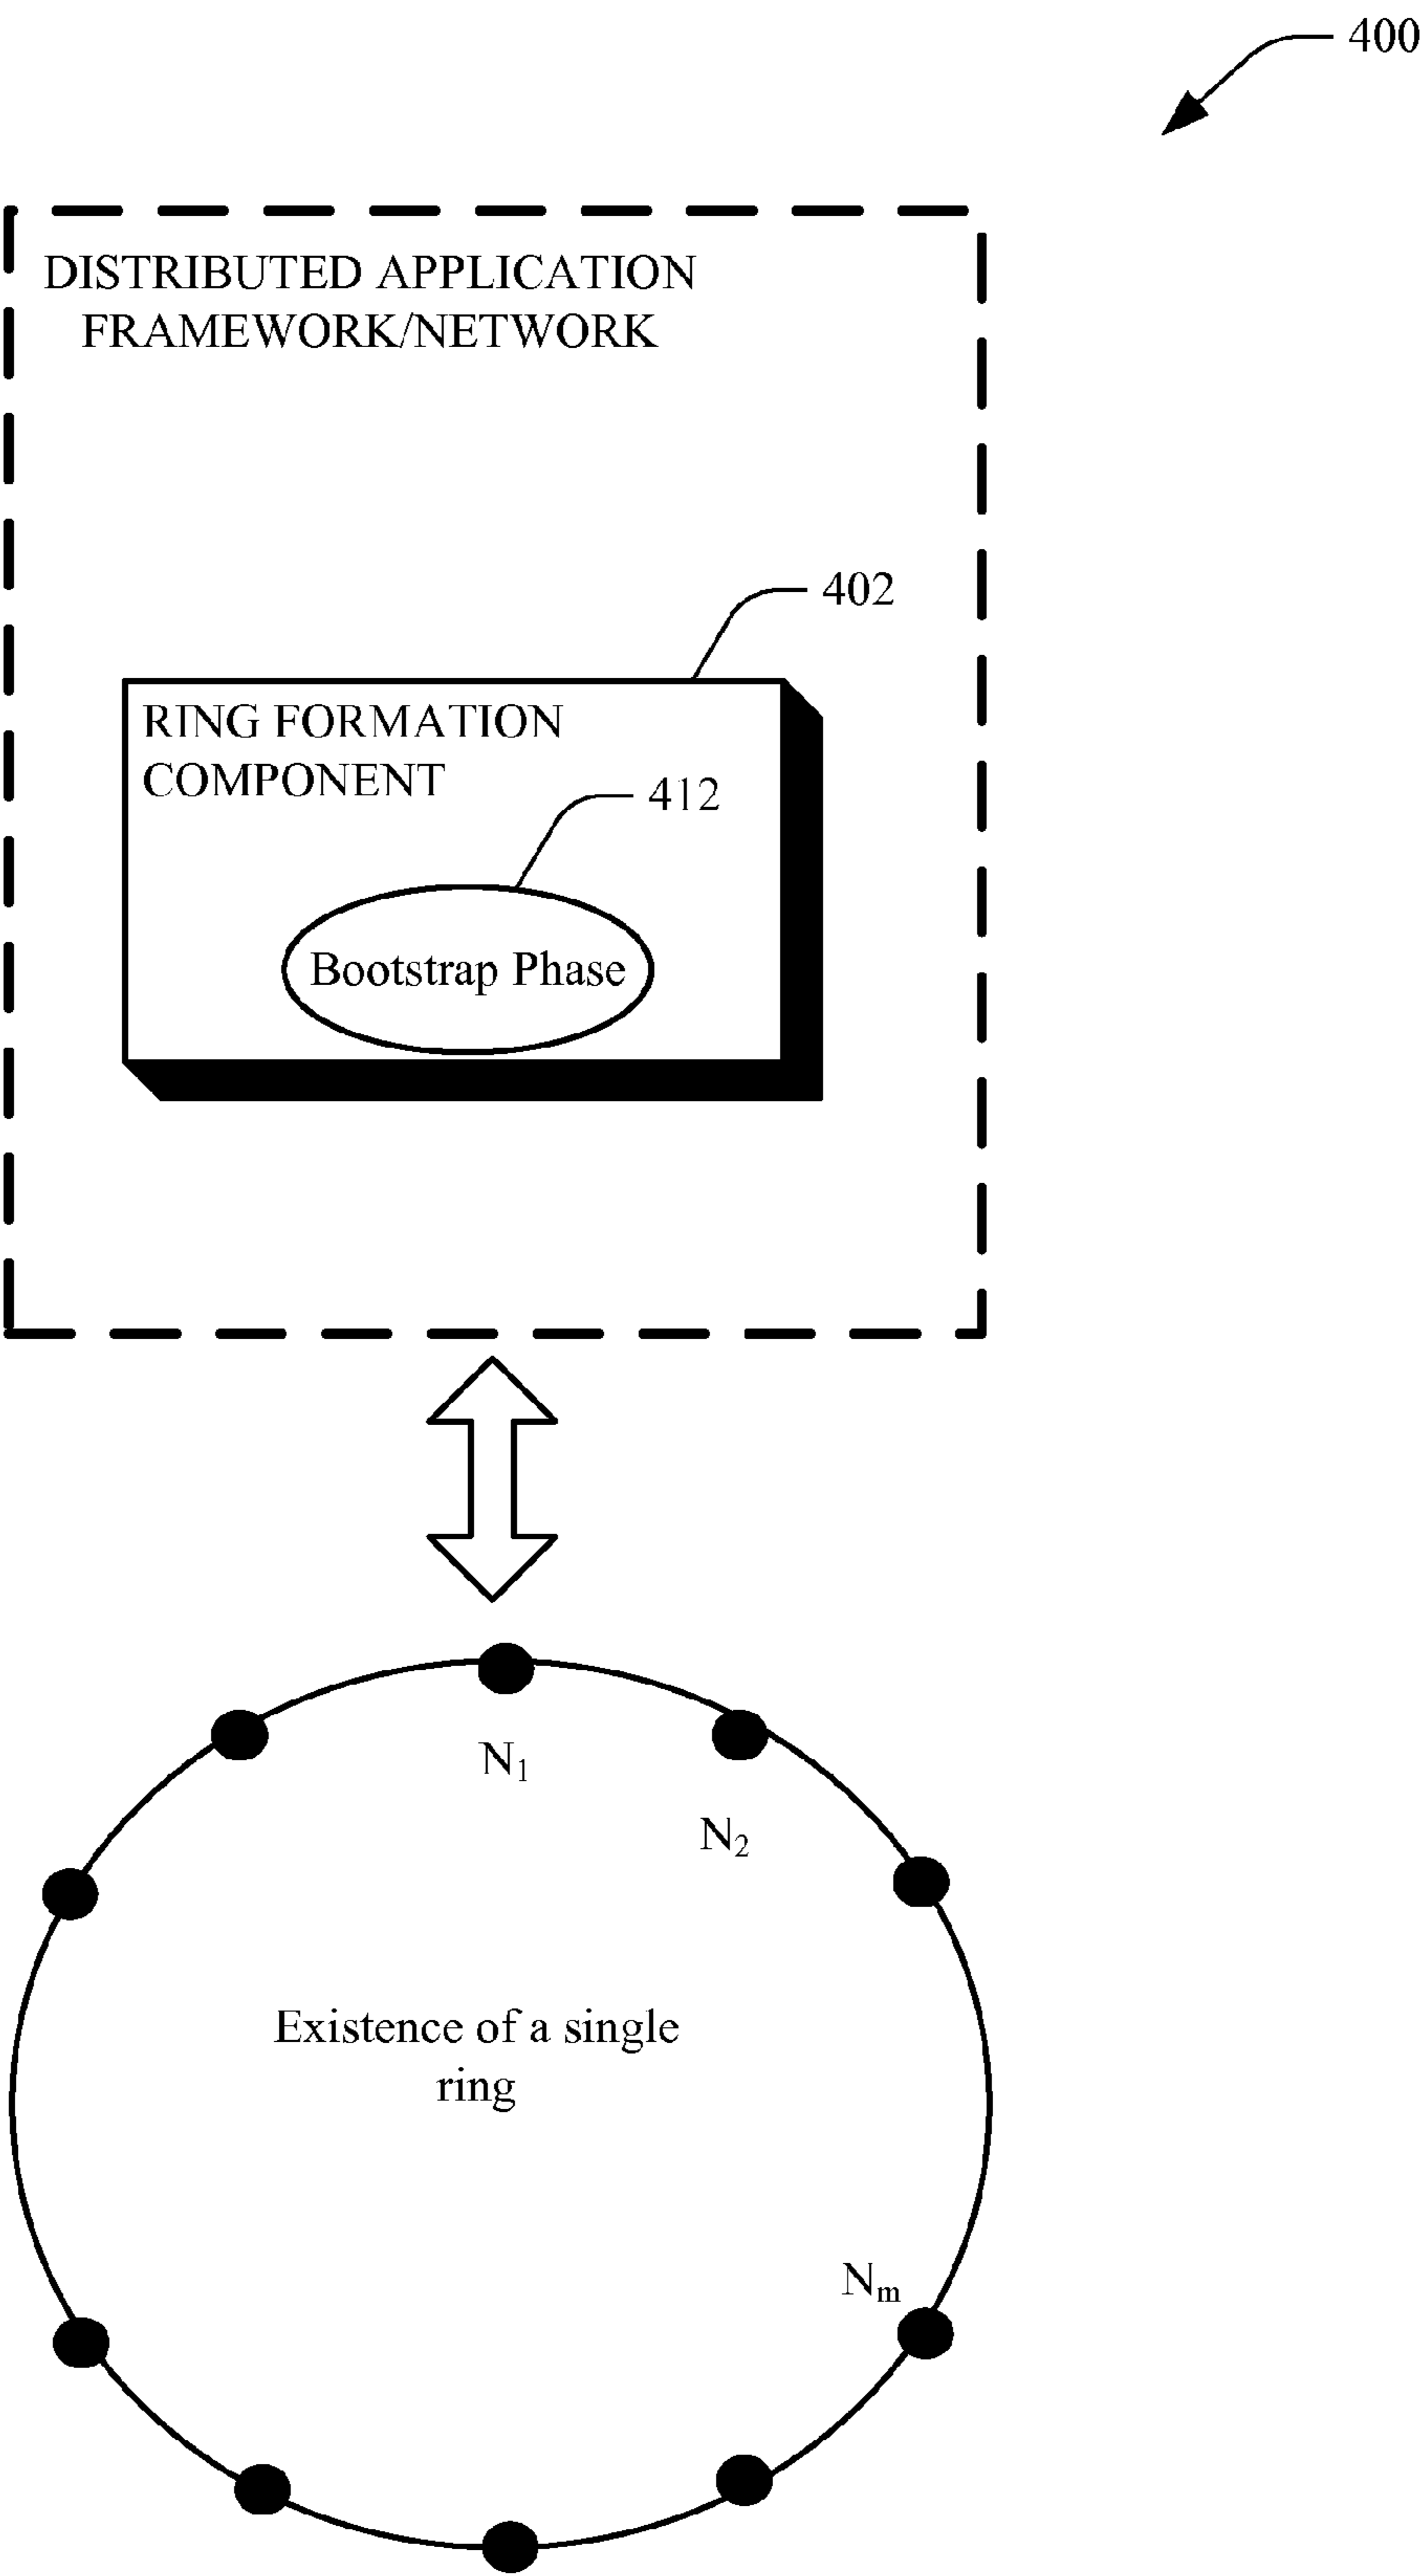 400
DISTRIBUTED APPLICATION
FRAMEWORK/NETWORK
402
RING FORMATION
COMPONENT
412
Bootstrap Phase
N₁
N₂
Existence of a single
ring
Nₘ